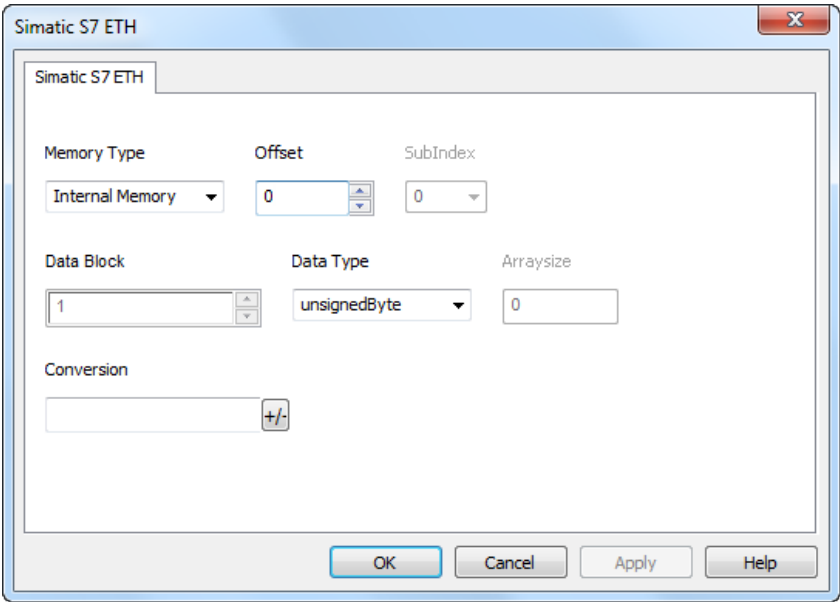 Simatic S7 ETH
Simatic S7 ETH
Memory Type Offset SubIndex
Internal Memory 0 0
Data Block Data Type Arraysize
1 unsignedByte 0
Conversion
+/-
OK Cancel Apply Help